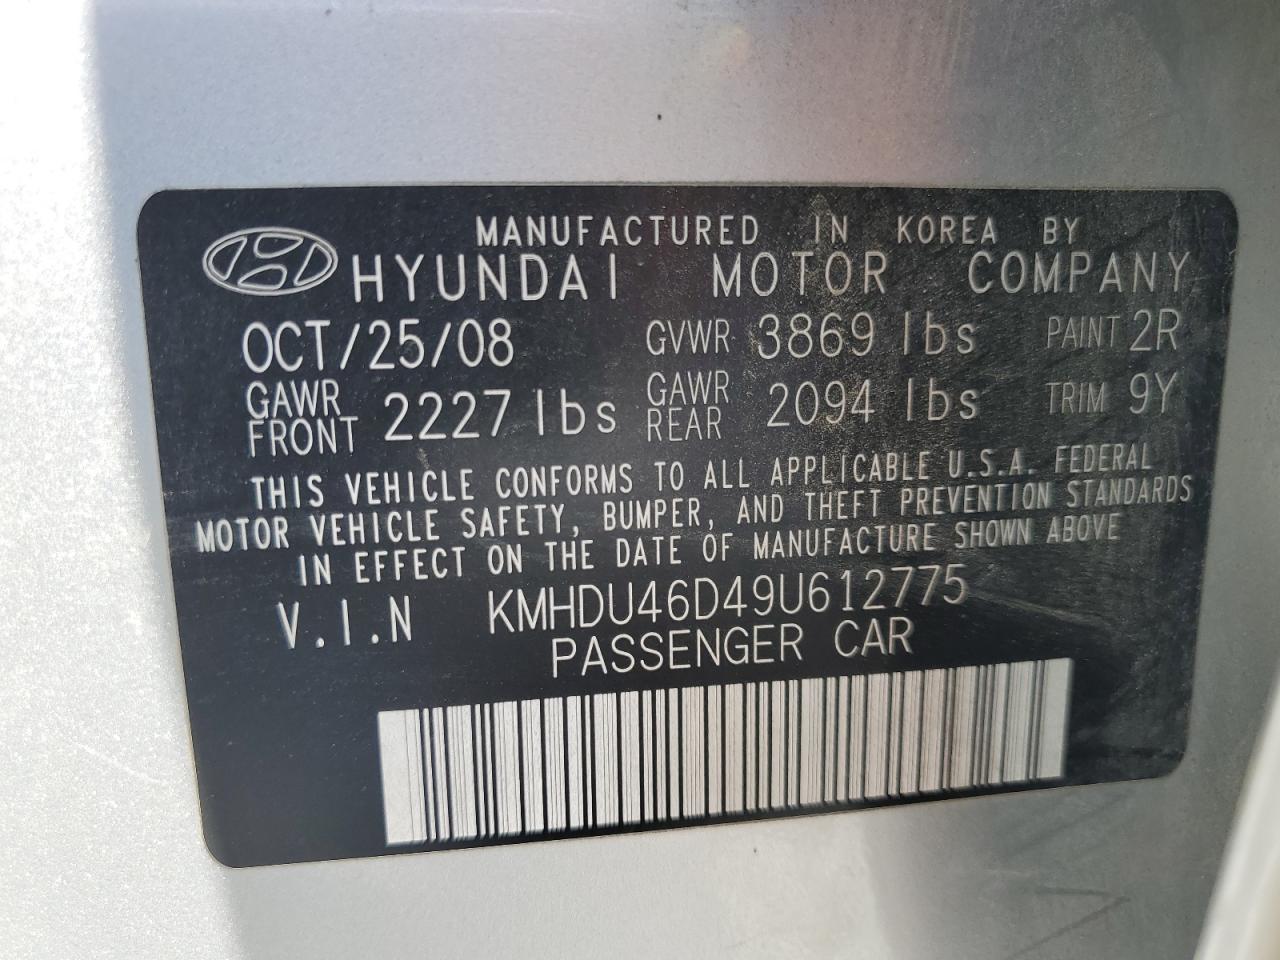 MANUFACTURED IN KOREA BY
HYUNDAI MOTOR COMPANY
OCT/25/08 GVWR 3869 lbs PAINT 2R
GAWR FRONT 2227 lbs GAWR REAR 2094 lbs TRIM 9Y
THIS VEHICLE CONFORMS TO ALL APPLICABLE U.S.A. FEDERAL
MOTOR VEHICLE SAFETY, BUMPER, AND THEFT PREVENTION STANDARDS
IN EFFECT ON THE DATE OF MANUFACTURE SHOWN ABOVE
V.I.N KMHDU46D49U612775
PASSENGER CAR